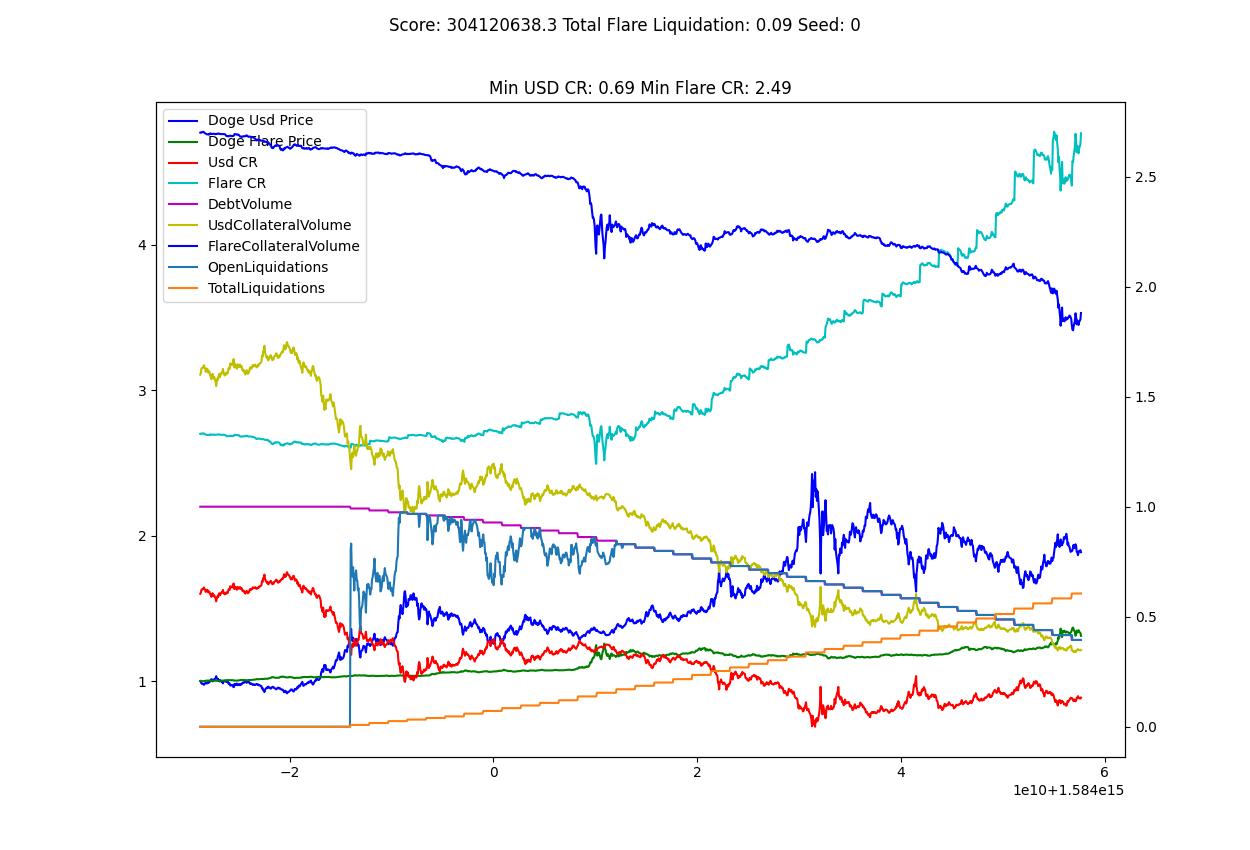 Score: 304120638.3 Total Flare Liquidation: 0.09 Seed: 0
Min USD CR: 0.69 Min Flare CR: 2.49
Doge Usd Price
Doge Flare Price
Usd CR
Flare CR
DebtVolume
UsdCollateralVolume
FlareCollateralVolume
OpenLiquidations
TotalLiquidations
4
3
2
1
2.5
2.0
1.5
1.0
0.5
0.0
−2 0 2 4 6
1e10+1.584e15